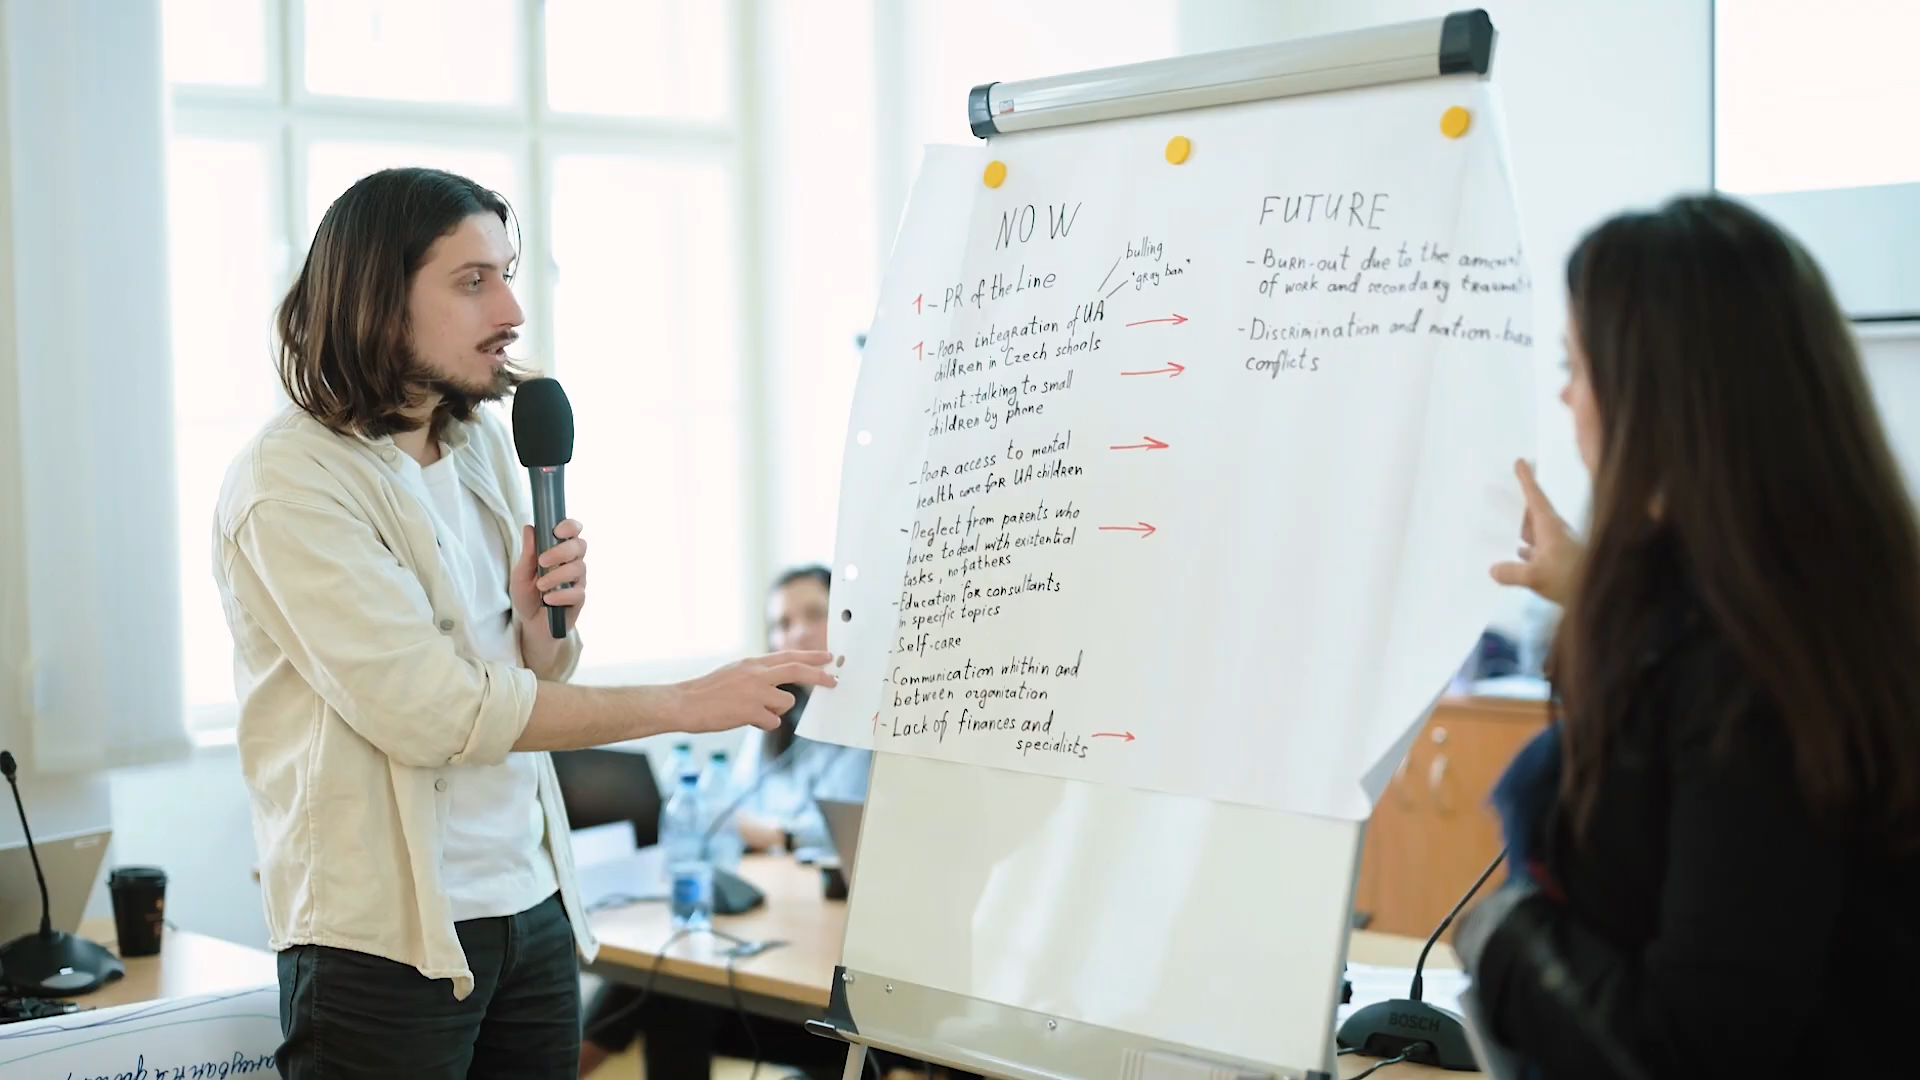 NOW
bulling
"gray ban"
1 - PR of the Line
1 - Poor integration of UA
children in Czech schools
- Limit: talking to small
children by phone
- Poor access to mental
health care for UA children
- Neglect from parents who
have to deal with existential
tasks, no fathers
- Education for consultants
in specific topics
- Self-care
- Communication whithin and
between organization
1 - Lack of finances and
specialists
FUTURE
- Burn-out due to the amount
of work and secondary
- Discrimination and
conflicts
BOSCH